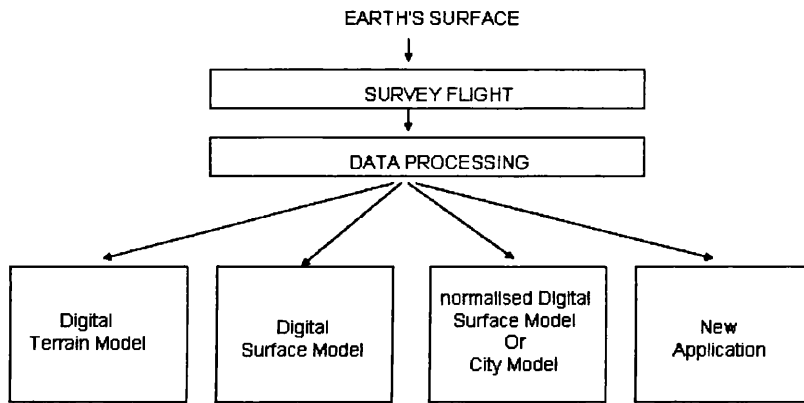 EARTH'S SURFACE
SURVEY FLIGHT
DATA PROCESSING
Digital
Terrain Model
Digital
Surface Model
normalised Digital
Surface Model
Or
City Model
New
Application